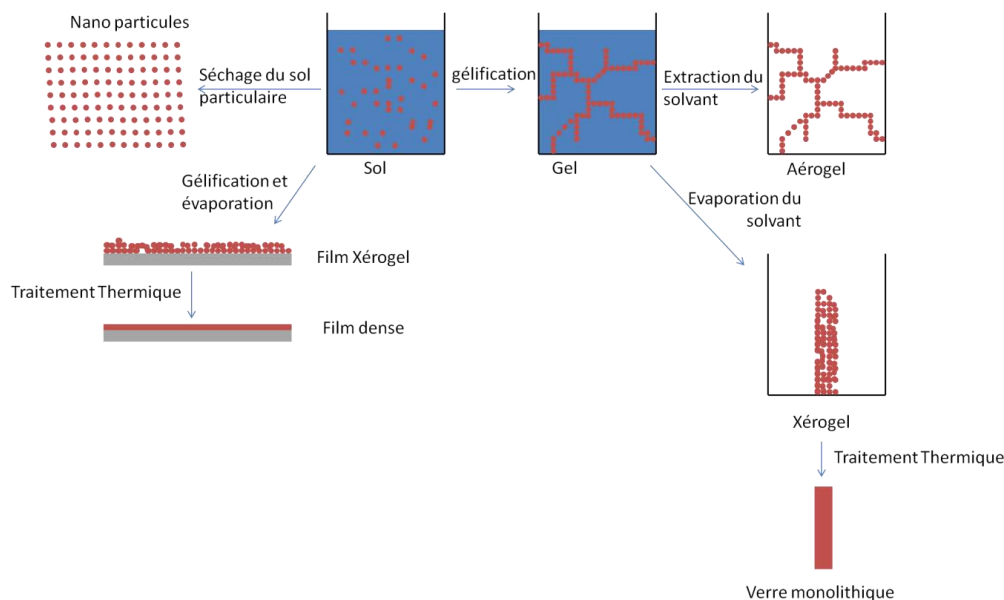 Nano particules
Séchage du sol
particulaire
gélification
Extraction du
solvant
Sol
Gel
Aérogel
Gélification et
évaporation
Evaporation du
solvant
Film Xérogel
Traitement Thermique
Film dense
Xérogel
Traitement Thermique
Verre monolithique